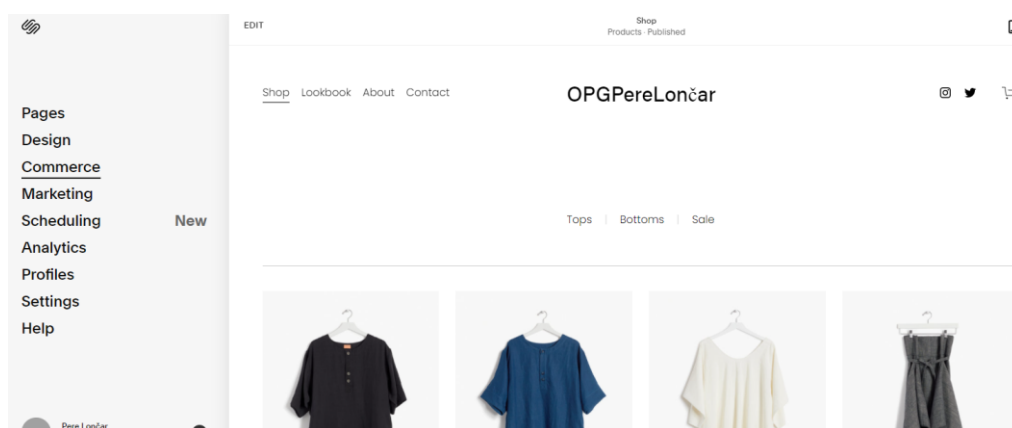 EDIT
Shop
Products · Published
Pages
Design
Commerce
Marketing
Scheduling New
Analytics
Profiles
Settings
Help
Pere Lončar
Shop Lookbook About Contact
OPGPereLončar
Tops Bottoms Sale